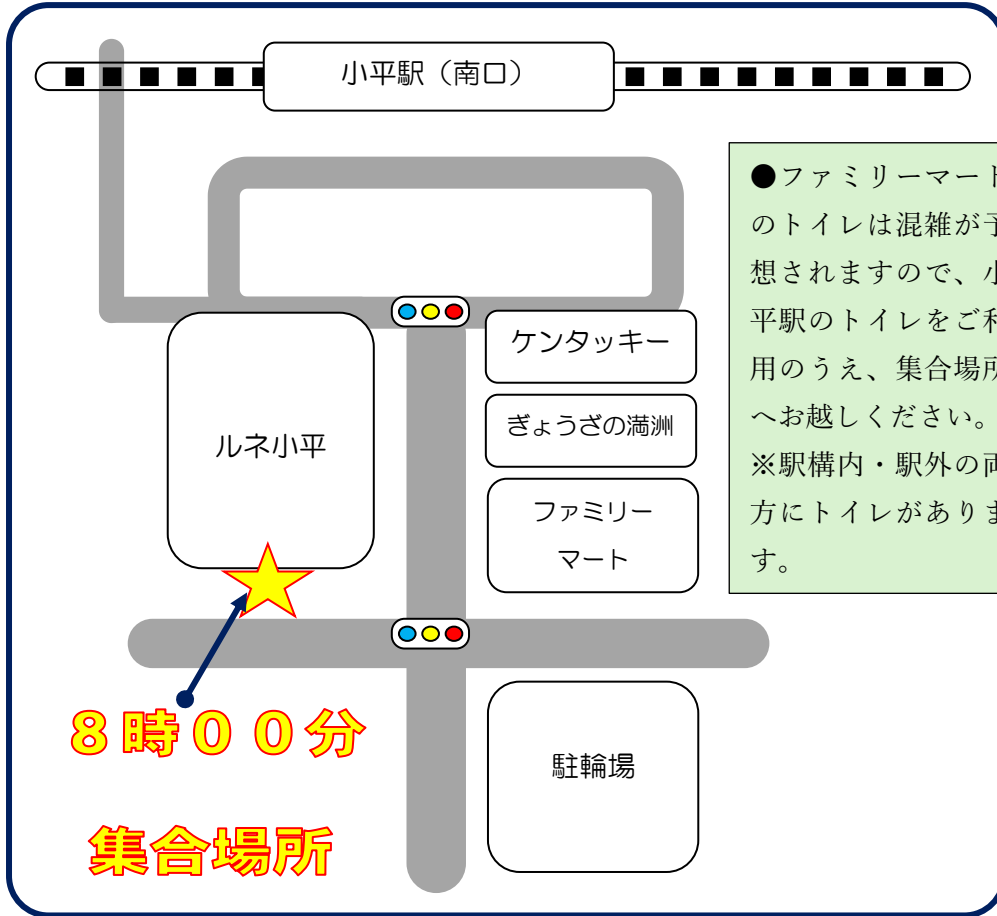 小平駅（南口）
●ファミリーマート
のトイレは混雑が予
想されますので、小
平駅のトイレをご利
用のうえ、集合場所
へお越しください。
※駅構内・駅外の両
方にトイレがありま
す。
ケンタッキー
ぎょうざの満洲
ルネ小平
ファミリー
マート
８時００分
集合場所
駐輪場